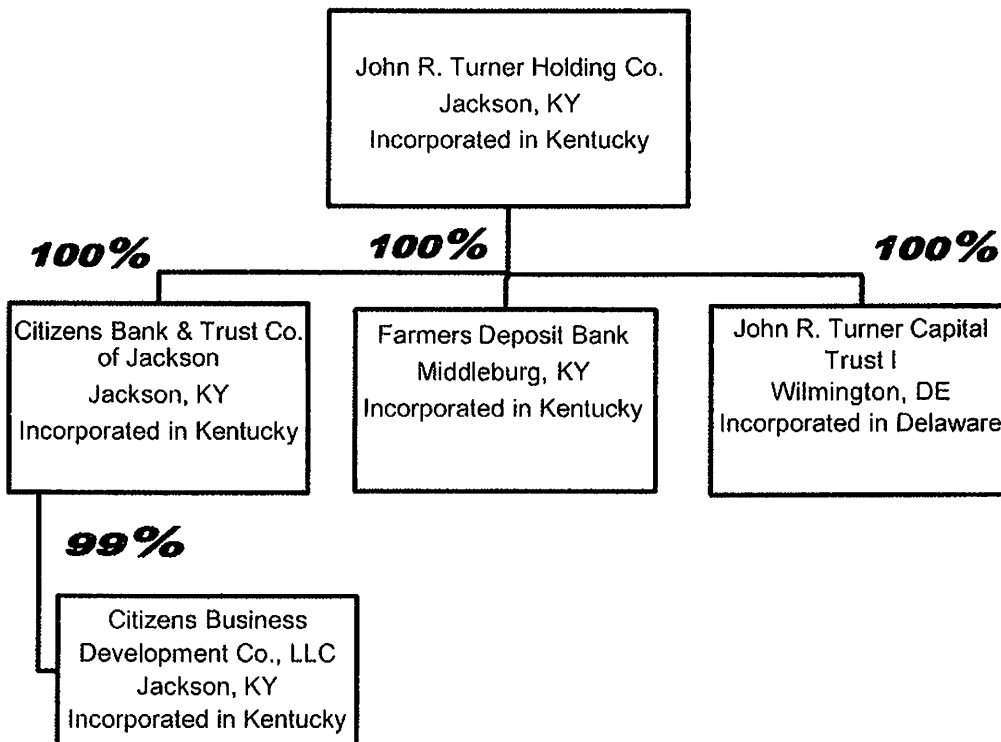 John R. Turner Holding Co.
Jackson, KY
Incorporated in Kentucky
100%
100%
100%
Citizens Bank & Trust Co.
of Jackson
Jackson, KY
Incorporated in Kentucky
Farmers Deposit Bank
Middleburg, KY
Incorporated in Kentucky
John R. Turner Capital
Trust I
Wilmington, DE
Incorporated in Delaware
99%
Citizens Business
Development Co., LLC
Jackson, KY
Incorporated in Kentucky